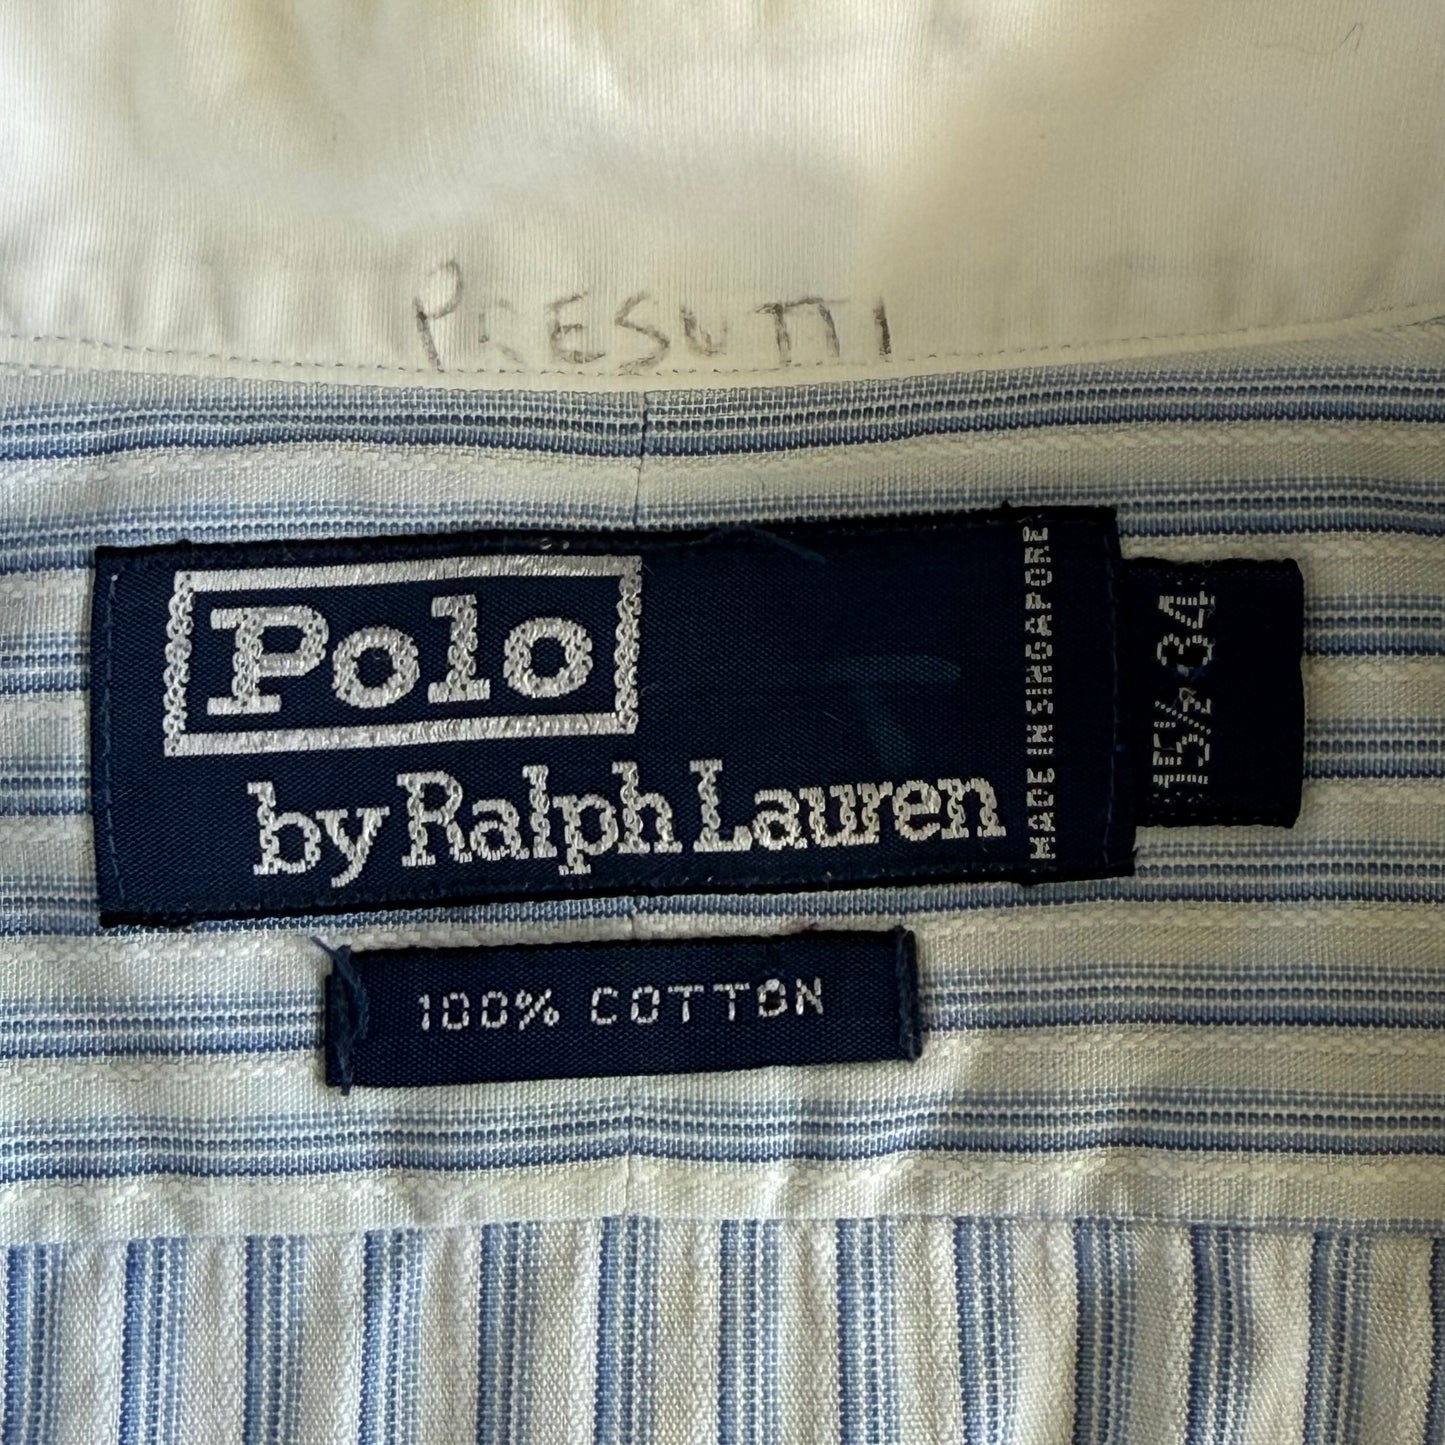 PRESUTTI
Polo
by Ralph Lauren
MADE IN SINGAPORE
15½-34
100% COTTON